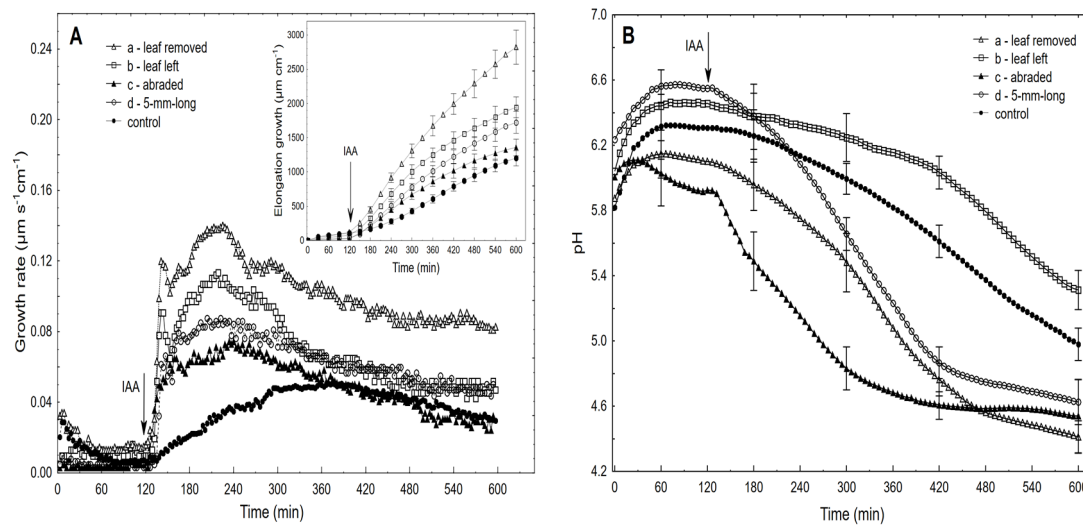 A
a - leaf removed
b - leaf left
c - abraded
d - 5-mm-long
control
IAA
Growth rate (μm s⁻¹cm⁻¹)
0.24
0.20
0.16
0.12
0.08
0.04
0.00
0 60 120 180 240 300 360 420 480 540 600
Time (min)
Elongation growth (μm cm⁻¹)
3000
2500
2000
1500
1000
500
0
IAA
0 60 120 180 240 300 360 420 480 540 600
Time (min)
B
IAA
a - leaf removed
b - leaf left
c - abraded
d - 5-mm-long
control
pH
7.0
6.6
6.2
5.8
5.4
5.0
4.6
4.2
0 60 120 180 240 300 360 420 480 540 600
Time (min)